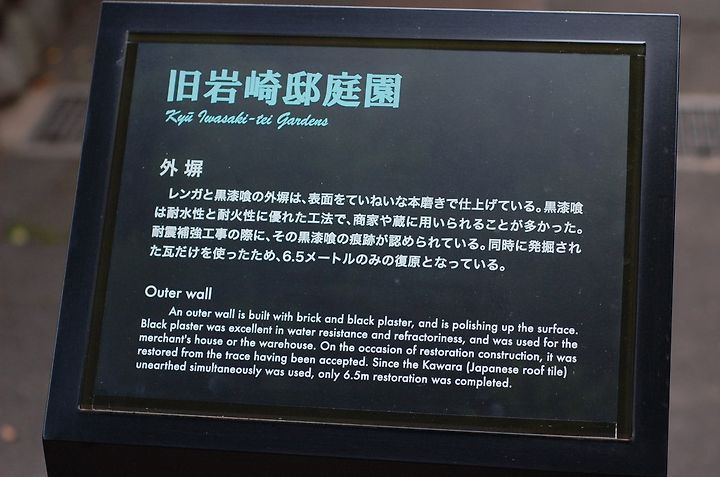 旧岩崎邸庭園
Kyū Iwasaki-tei Gardens
外塀
レンガと黒漆喰の外塀は、表面をていねいな本磨きで仕上げている。黒漆喰
は耐水性と耐火性に優れた工法で、商家や蔵に用いられることが多かった。
耐震補強工事の際に、その黒漆喰の痕跡が認められている。同時に発掘され
た瓦だけを使ったため、6.5メートルのみの復原となっている。
Outer wall
An outer wall is built with brick and black plaster, and is polishing up the surface.
Black plaster was excellent in water resistance and refractoriness, and was used for the
merchant's house or the warehouse. On the occasion of restoration construction, it was
restored from the trace having been accepted. Since the Kawara (Japanese roof tile)
unearthed simultaneously was used, only 6.5m restoration was completed.